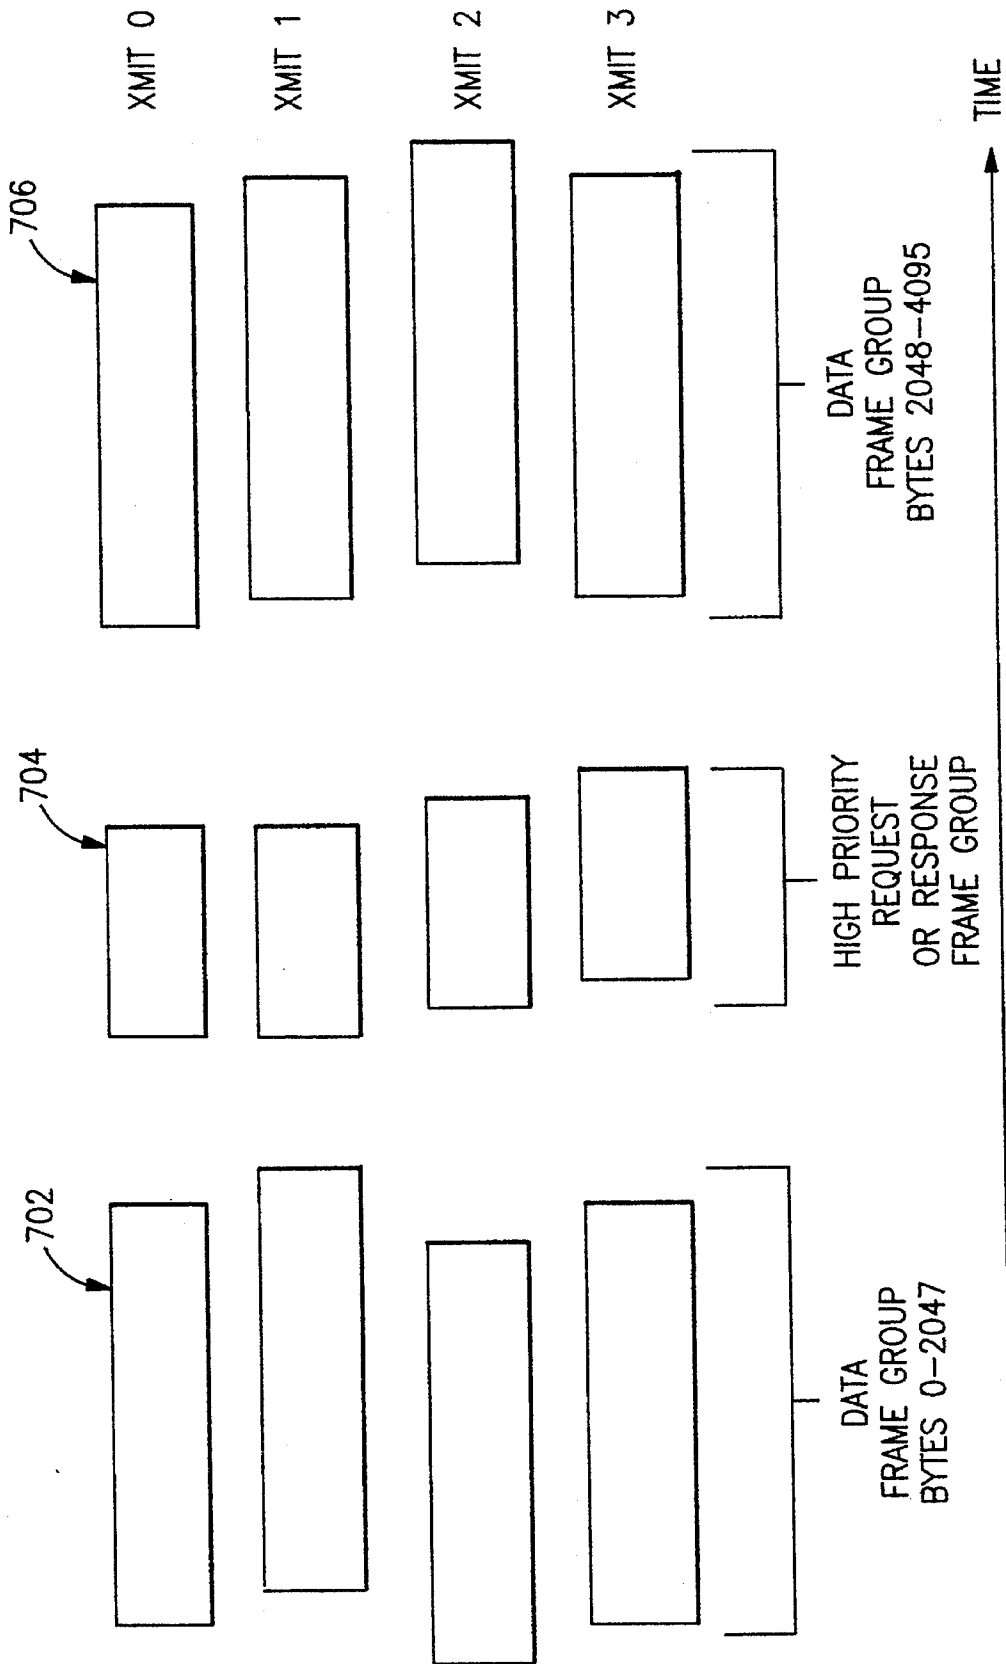 702
704
706
XMIT 0
XMIT 1
XMIT 2
XMIT 3
DATA
FRAME GROUP
BYTES 0-2047
HIGH PRIORITY
REQUEST
OR RESPONSE
FRAME GROUP
DATA
FRAME GROUP
BYTES 2048-4095
TIME